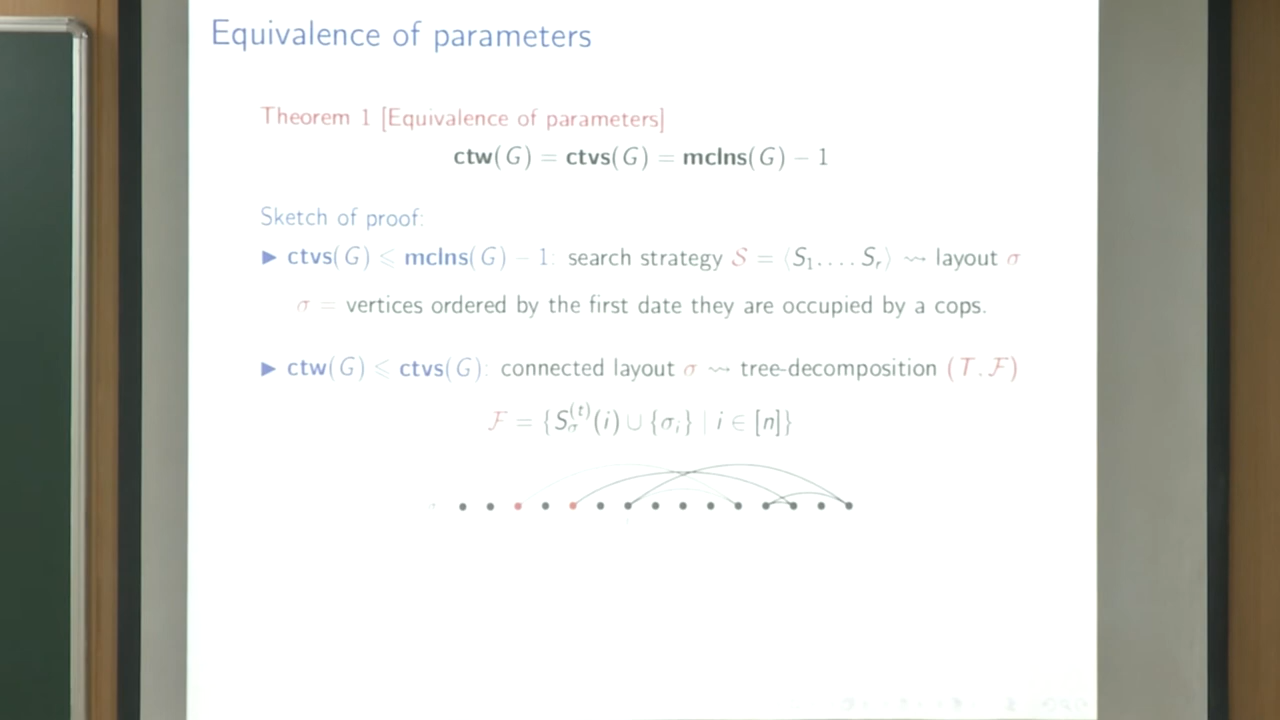 Equivalence of parameters
Theorem 1 [Equivalence of parameters]
ctw(G) = ctvs(G) = mclns(G) − 1
Sketch of proof:
▶ ctvs(G) ⩽ mclns(G) − 1: search strategy 𝒮 = ⟨S₁....Sᵣ⟩ ⇝ layout σ
σ = vertices ordered by the first date they are occupied by a cops.
▶ ctw(G) ⩽ ctvs(G): connected layout σ ⇝ tree-decomposition (T.ℱ)
ℱ = {S_σ^(t)(i) ∪ {σᵢ} | i ∈ [n]}